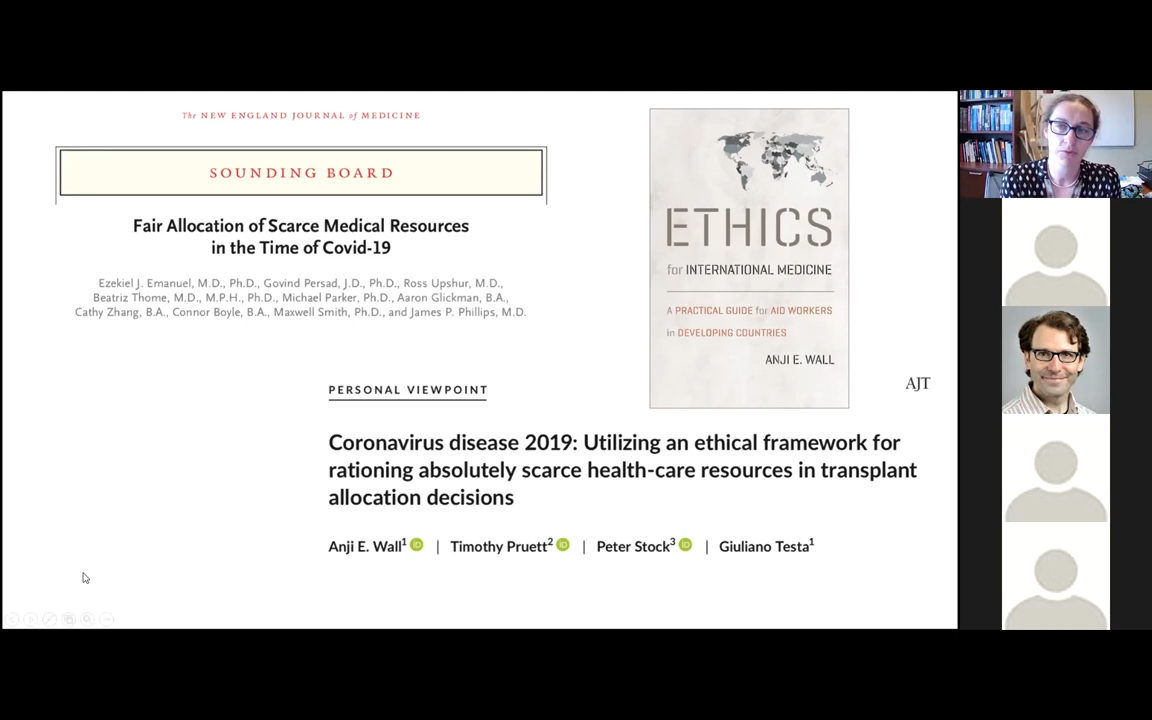 The NEW ENGLAND JOURNAL of MEDICINE
SOUNDING BOARD
Fair Allocation of Scarce Medical Resources
in the Time of Covid-19
Ezekiel J. Emanuel, M.D., Ph.D., Govind Persad, J.D., Ph.D., Ross Upshur, M.D.,
Beatriz Thome, M.D., M.P.H., Ph.D., Michael Parker, Ph.D., Aaron Glickman, B.A.,
Cathy Zhang, B.A., Connor Boyle, B.A., Maxwell Smith, Ph.D., and James P. Phillips, M.D.
ETHICS
for INTERNATIONAL MEDICINE
A PRACTICAL GUIDE for AID WORKERS
in DEVELOPING COUNTRIES
ANJI E. WALL
AJT
PERSONAL VIEWPOINT
Coronavirus disease 2019: Utilizing an ethical framework for
rationing absolutely scarce health-care resources in transplant
allocation decisions
Anji E. Wall1 iD | Timothy Pruett2 iD | Peter Stock3 iD | Giuliano Testa1